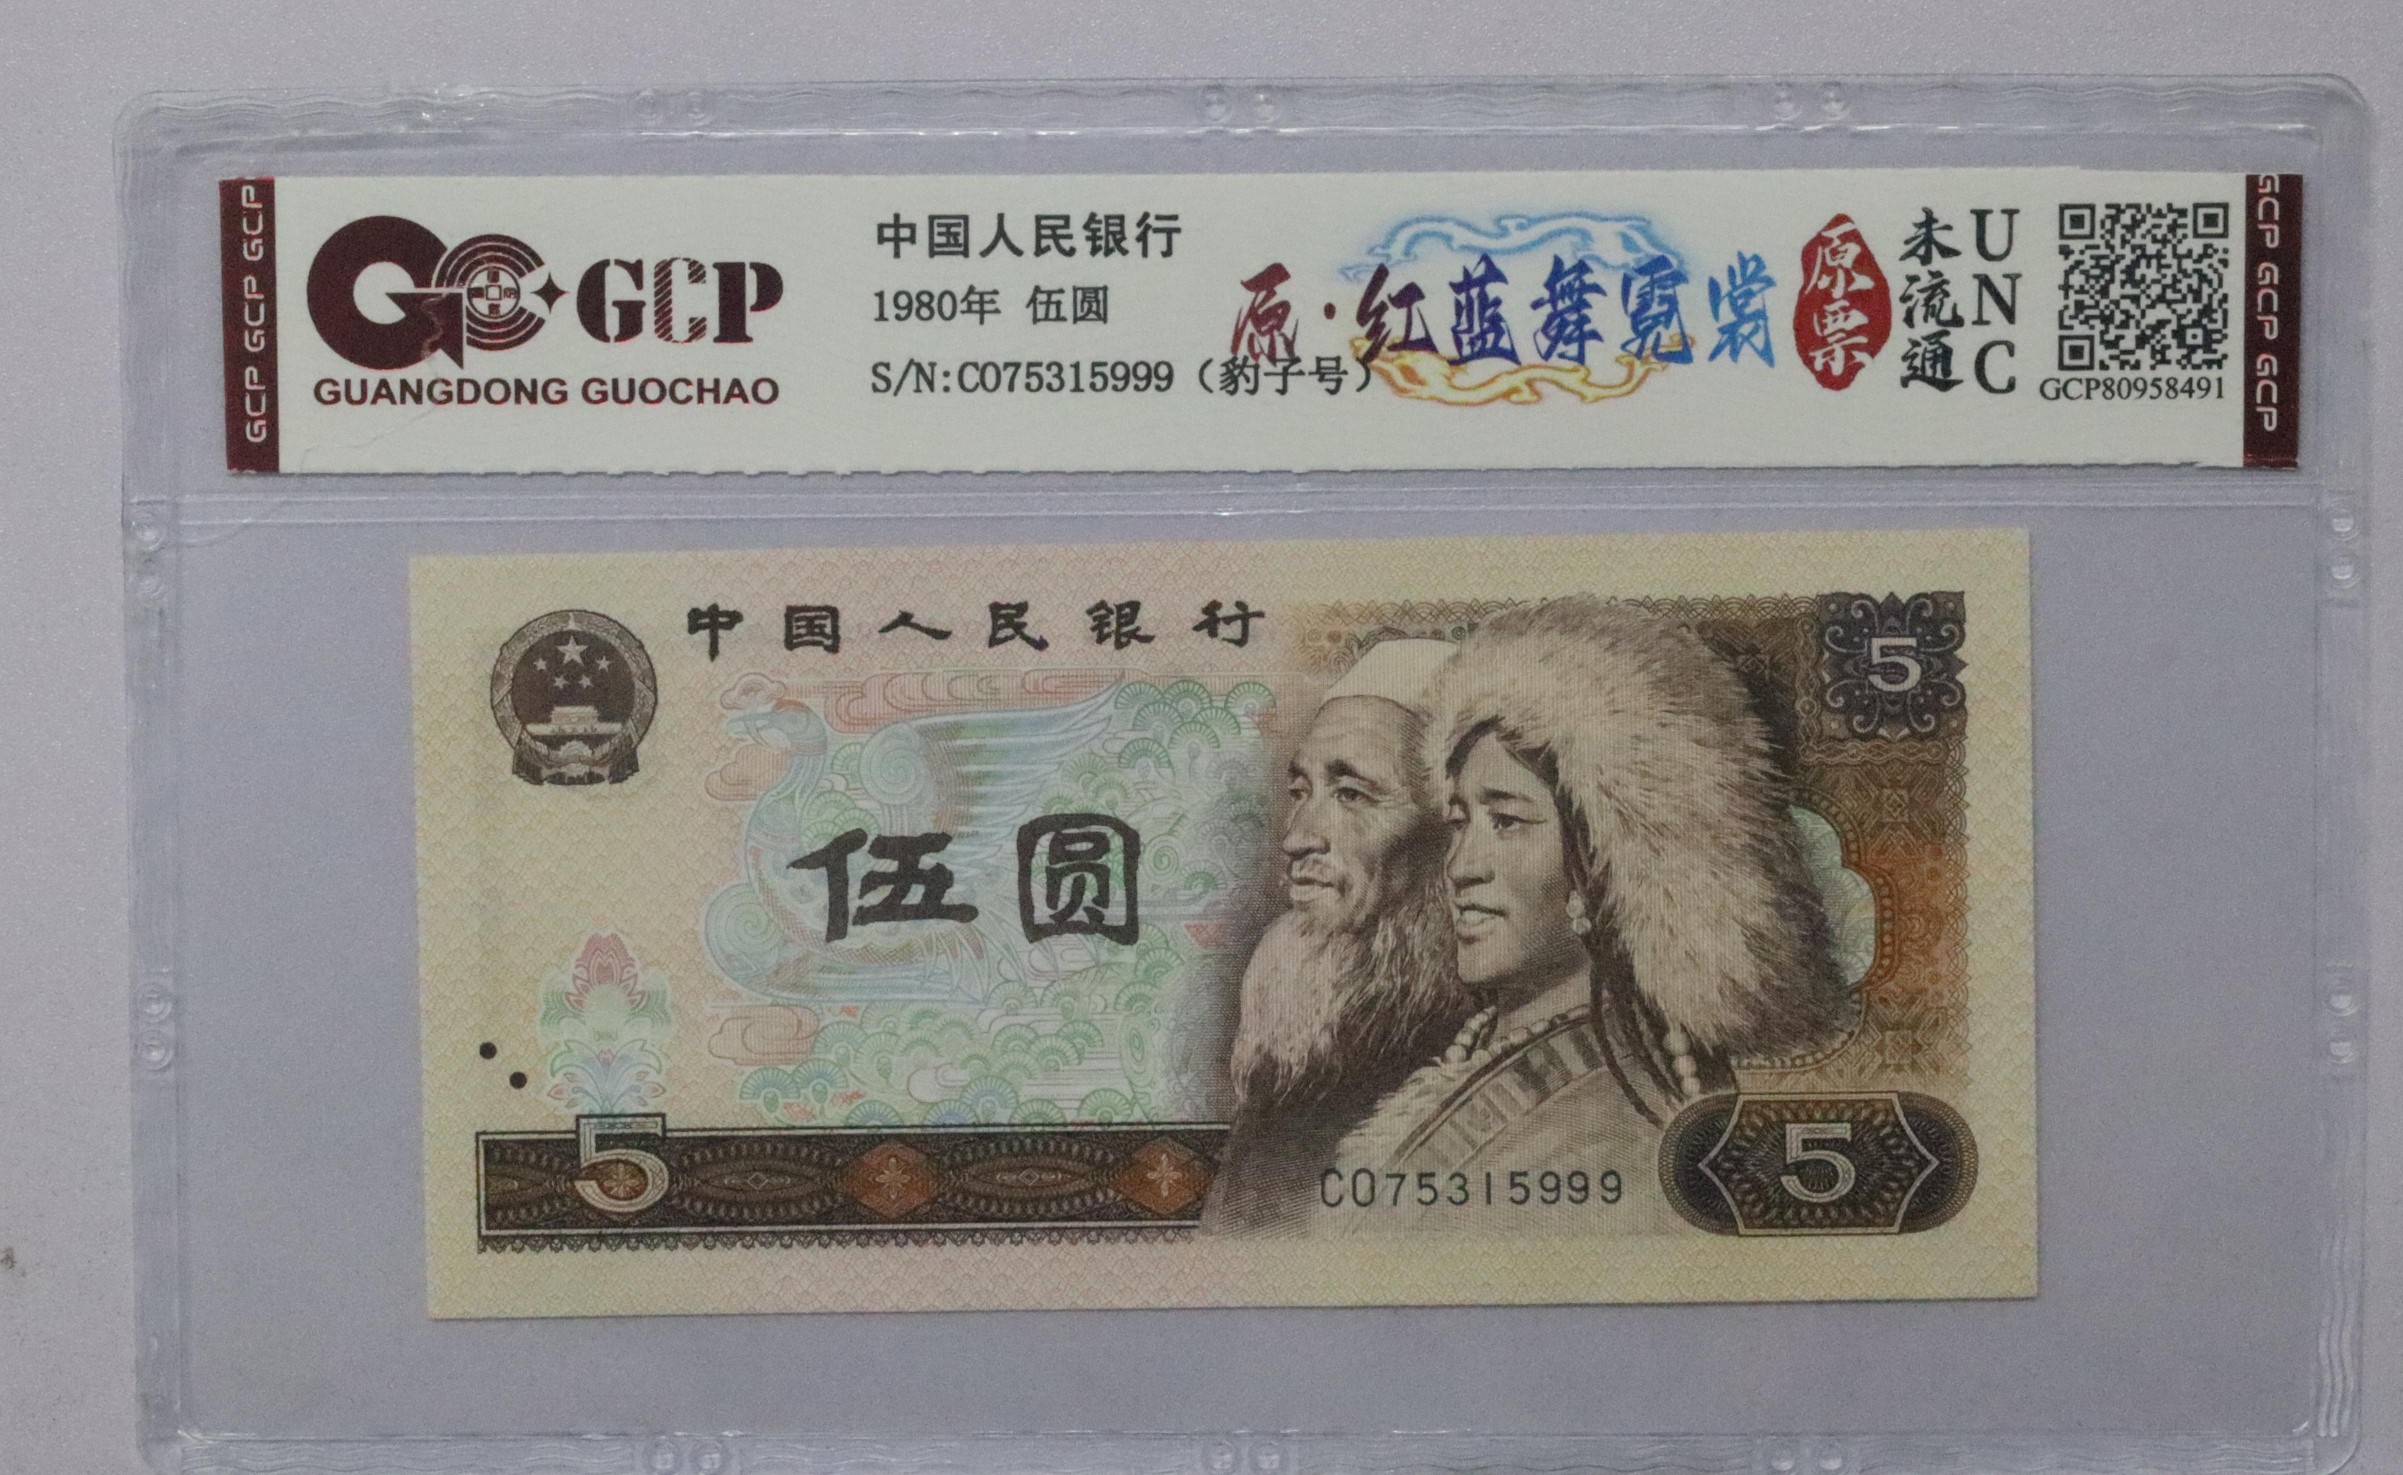 GCP GCP GCP
GCP
GUANGDONG GUOCHAO
中国人民银行
1980年 伍圆
S/N:CO75315999（豹子号）
原·红蓝舞霓裳
原票
未流通
UNC
GCP80958491
GCP GCP GCP
中国人民银行
5
伍圆
5
CO75315999
5